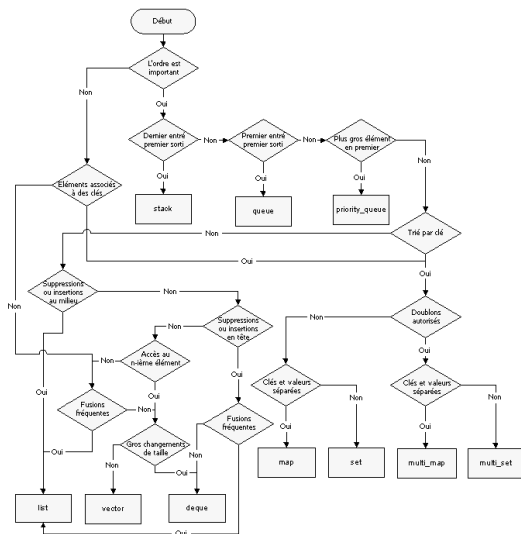 Début
L'ordre est
important
Non
Oui
Dernier entré
premier sorti
Non
Premier entré
premier sorti
Non
Plus gros élément
en premier
Non
Oui
Oui
Oui
Eléments associés
à des clés
stack
queue
priority_queue
Non
Trié par clé
Oui
Oui
Suppressions
ou insertions
au milieu
Non
Suppressions
ou insertions
en tête
Doublons
autorisés
Non
Non
Non
Accès au
n-ième élément
Non
Oui
Oui
Clés et valeurs
séparées
Clés et valeurs
séparées
Oui
Oui
Fusions
fréquentes
Non
Fusions
fréquentes
Oui
Non
Oui
Non
Gros changements
de taille
Oui
Non
Non
Oui
map
set
multi_map
multi_set
list
vector
deque
Oui